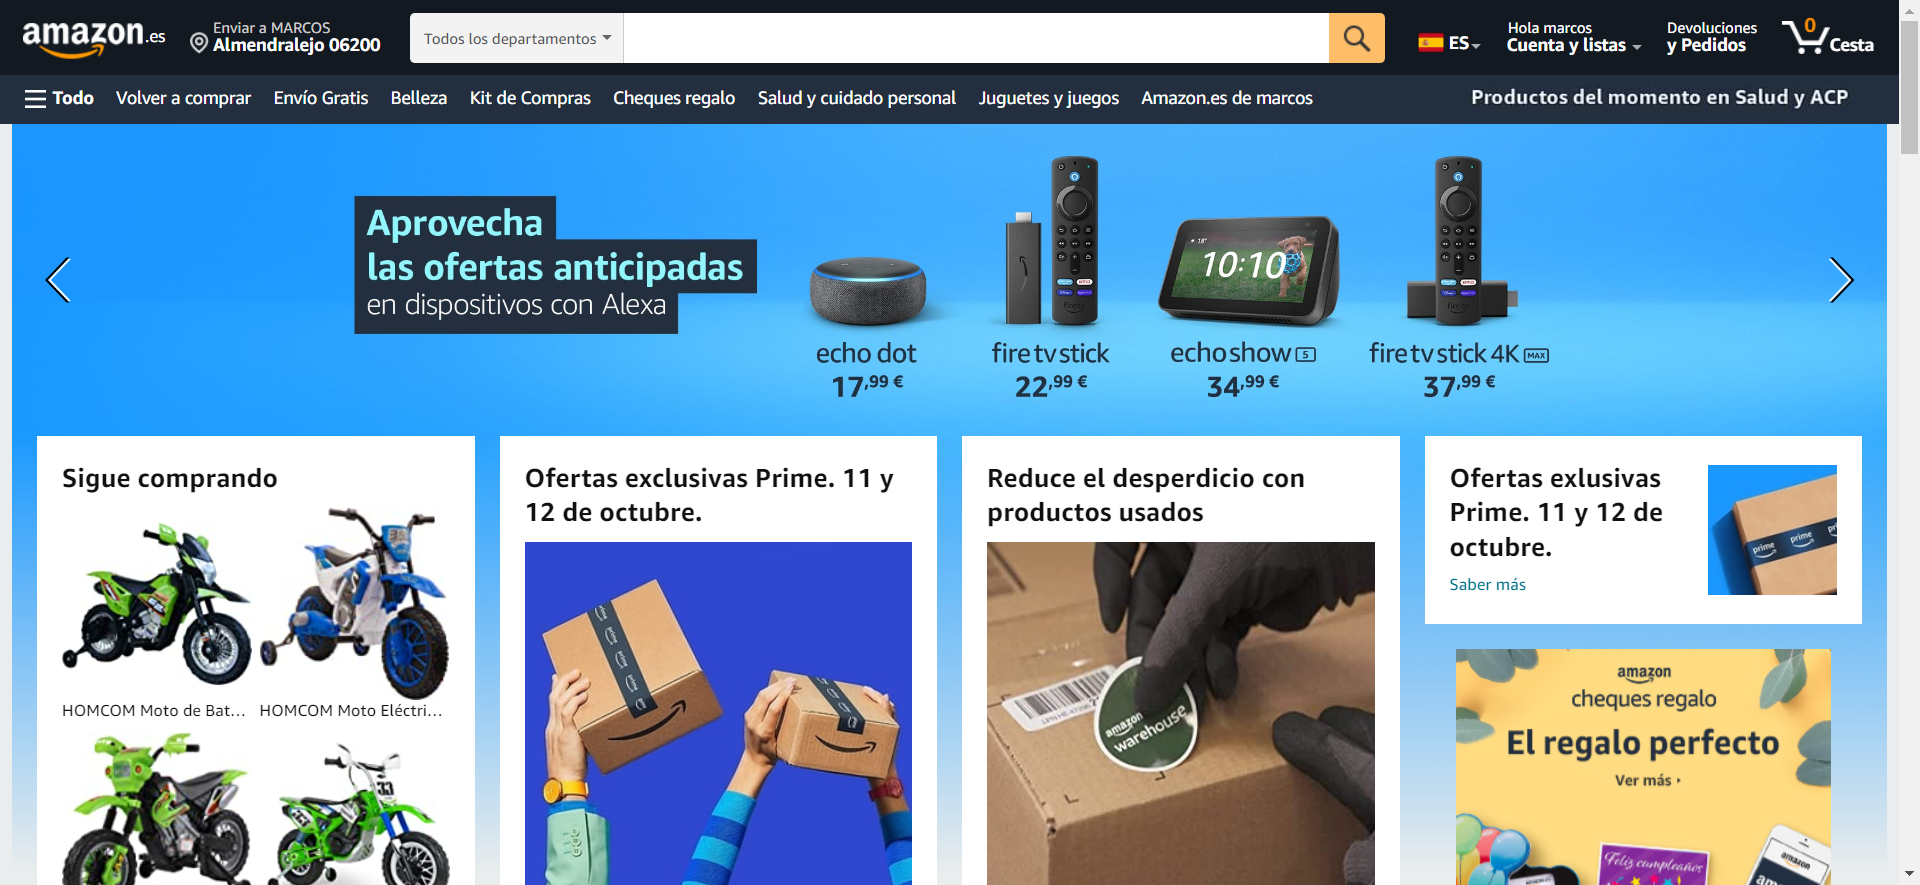 amazon.es
Enviar a MARCOS
Almendralejo 06200
Todos los departamentos
ES
Hola marcos
Cuenta y listas
Devoluciones
y Pedidos
0
Cesta
Todo
Volver a comprar
Envío Gratis
Belleza
Kit de Compras
Cheques regalo
Salud y cuidado personal
Juguetes y juegos
Amazon.es de marcos
Productos del momento en Salud y ACP
Aprovecha
las ofertas anticipadas
en dispositivos con Alexa
18°
10:10
echo dot
17,99 €
fire tv stick
22,99 €
echo show 5
34,99 €
fire tv stick 4K MAX
37,99 €
Sigue comprando
HOMCOM Moto de Bat...
HOMCOM Moto Eléctri...
33
Ofertas exclusivas Prime. 11 y
12 de octubre.
prime
prime
prime
Reduce el desperdicio con
productos usados
amazon
warehouse
Ofertas exlusivas
Prime. 11 y 12 de
octubre.
Saber más
prime
prime
amazon
cheques regalo
El regalo perfecto
Ver más
Feliz cumpleaños
amazon